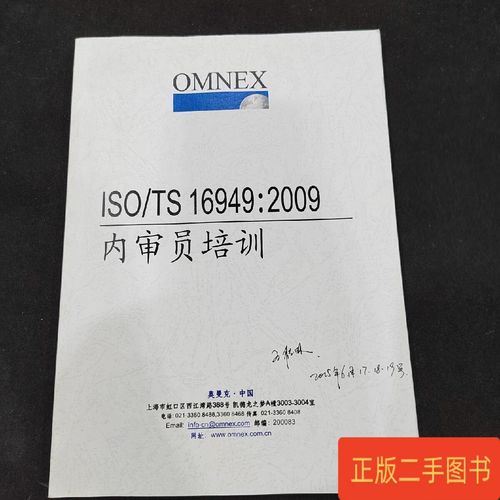 OMNEX
ISO/TS 16949:2009
内审员培训
2015年6月17.18.19号
奥曼克·中国
上海市虹口区西江湾路388号 凯德龙之梦A楼3003-3004室
电话: 021-3360 8488,3360 8468 传真 021-3360 8408
Email: info-cn@omnex.com 邮编: 200083
网址: www.omnex.com.cn
正版二手图书